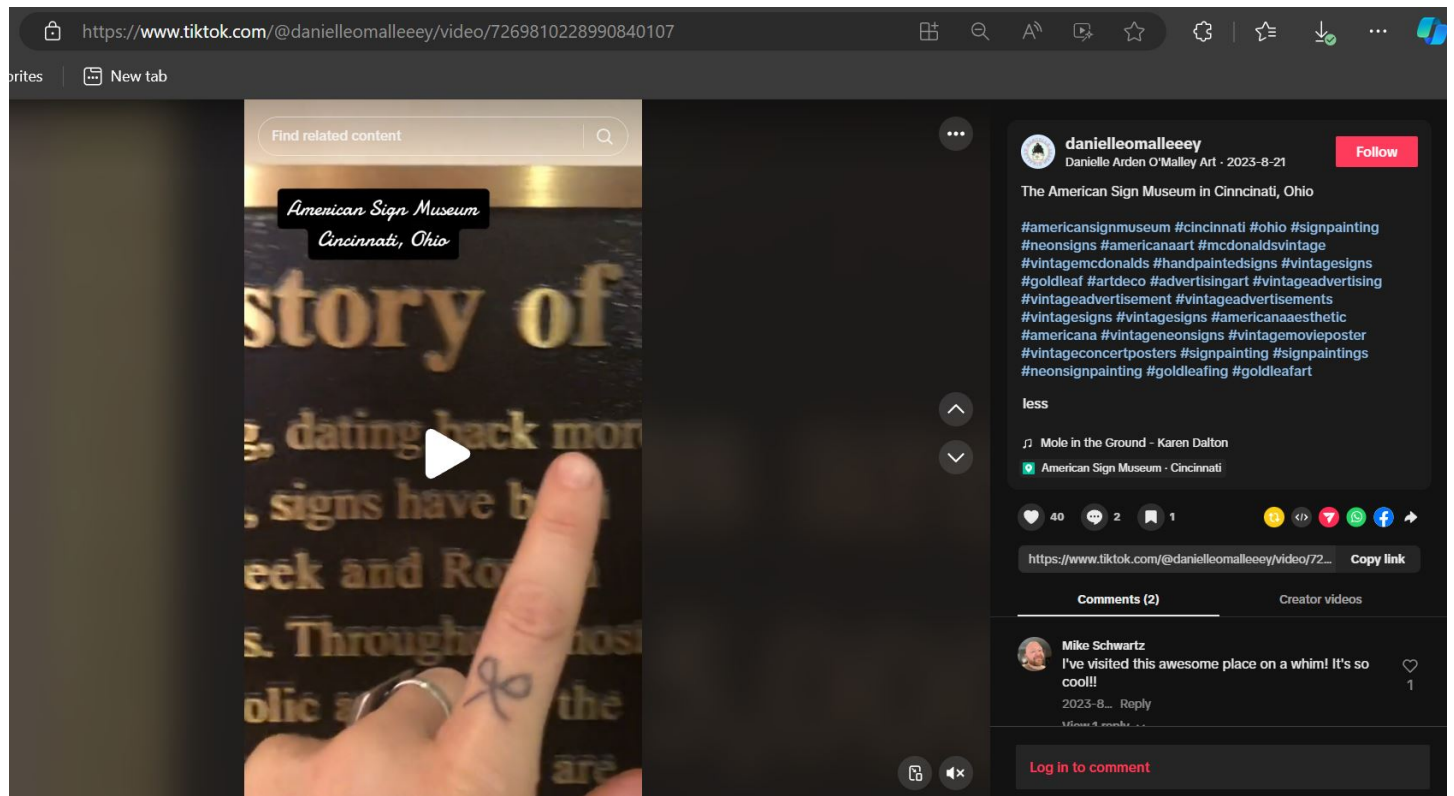 https://www.tiktok.com/@danielleomalleeey/video/7269810228990840107
orites
New tab
Find related content
American Sign Museum
Cincinnati, Ohio
story of
g, dating back mor
, signs have b
eek and Ro
s. Through most
olic a the
are
danielleomalleeey
Danielle Arden O'Malley Art · 2023-8-21
Follow
The American Sign Museum in Cinncinati, Ohio
#americansignmuseum #cincinnati #ohio #signpainting
#neonsigns #americanaart #mcdonaldsvintage
#vintagemcdonalds #handpaintedsigns #vintagesigns
#goldleaf #artdeco #advertisingart #vintageadvertising
#vintageadvertisement #vintageadvertisements
#vintagesigns #vintagesigns #americanaaesthetic
#americana #vintageneonsigns #vintagemovieposter
#vintageconcertposters #signpainting #signpaintings
#neonsignpainting #goldleafing #goldleafart
less
Mole in the Ground - Karen Dalton
American Sign Museum · Cincinnati
40 2 1
https://www.tiktok.com/@danielleomalleeey/video/72... Copy link
Comments (2) Creator videos
Mike Schwartz
I've visited this awesome place on a whim! It's so
cool!!
1
2023-8... Reply
View 1 reply
Log in to comment